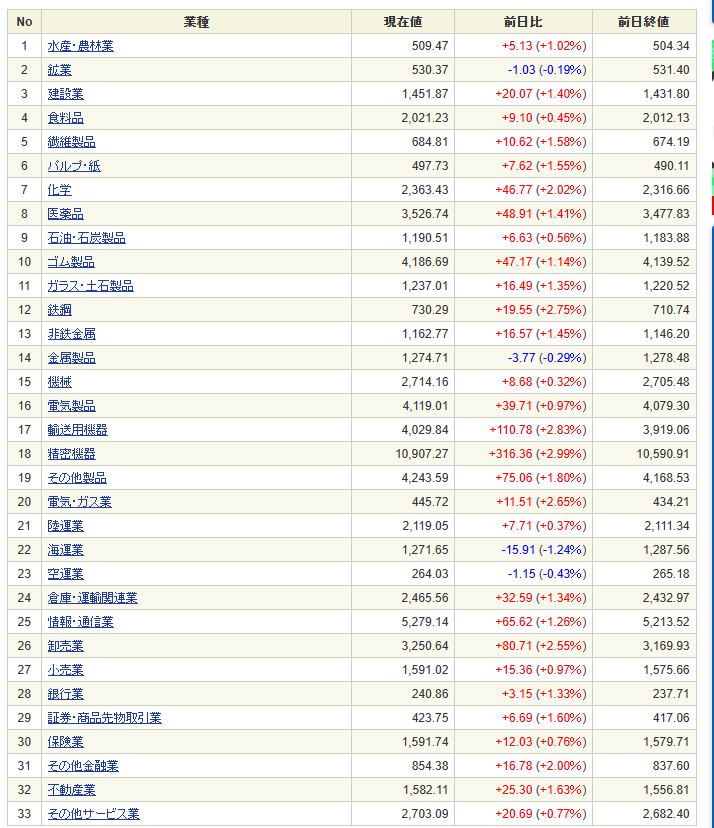 No 業種 現在値 前日比 前日終値
1 水産・農林業 509.47 +5.13 (+1.02%) 504.34
2 鉱業 530.37 -1.03 (-0.19%) 531.40
3 建設業 1,451.87 +20.07 (+1.40%) 1,431.80
4 食料品 2,021.23 +9.10 (+0.45%) 2,012.13
5 繊維製品 684.81 +10.62 (+1.58%) 674.19
6 パルプ・紙 497.73 +7.62 (+1.55%) 490.11
7 化学 2,363.43 +46.77 (+2.02%) 2,316.66
8 医薬品 3,526.74 +48.91 (+1.41%) 3,477.83
9 石油・石炭製品 1,190.51 +6.63 (+0.56%) 1,183.88
10 ゴム製品 4,186.69 +47.17 (+1.14%) 4,139.52
11 ガラス・土石製品 1,237.01 +16.49 (+1.35%) 1,220.52
12 鉄鋼 730.29 +19.55 (+2.75%) 710.74
13 非鉄金属 1,162.77 +16.57 (+1.45%) 1,146.20
14 金属製品 1,274.71 -3.77 (-0.29%) 1,278.48
15 機械 2,714.16 +8.68 (+0.32%) 2,705.48
16 電気製品 4,119.01 +39.71 (+0.97%) 4,079.30
17 輸送用機器 4,029.84 +110.78 (+2.83%) 3,919.06
18 精密機器 10,907.27 +316.36 (+2.99%) 10,590.91
19 その他製品 4,243.59 +75.06 (+1.80%) 4,168.53
20 電気・ガス業 445.72 +11.51 (+2.65%) 434.21
21 陸運業 2,119.05 +7.71 (+0.37%) 2,111.34
22 海運業 1,271.65 -15.91 (-1.24%) 1,287.56
23 空運業 264.03 -1.15 (-0.43%) 265.18
24 倉庫・運輸関連業 2,465.56 +32.59 (+1.34%) 2,432.97
25 情報・通信業 5,279.14 +65.62 (+1.26%) 5,213.52
26 卸売業 3,250.64 +80.71 (+2.55%) 3,169.93
27 小売業 1,591.02 +15.36 (+0.97%) 1,575.66
28 銀行業 240.86 +3.15 (+1.33%) 237.71
29 証券・商品先物取引業 423.75 +6.69 (+1.60%) 417.06
30 保険業 1,591.74 +12.03 (+0.76%) 1,579.71
31 その他金融業 854.38 +16.78 (+2.00%) 837.60
32 不動産業 1,582.11 +25.30 (+1.63%) 1,556.81
33 その他サービス業 2,703.09 +20.69 (+0.77%) 2,682.40